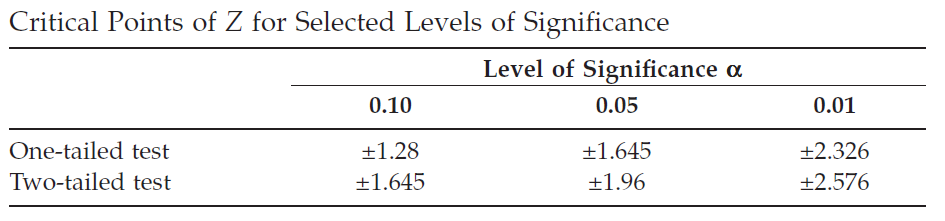 Critical Points of Z for Selected Levels of Significance
Level of Significance α
0.10 0.05 0.01
One-tailed test ±1.28 ±1.645 ±2.326
Two-tailed test ±1.645 ±1.96 ±2.576